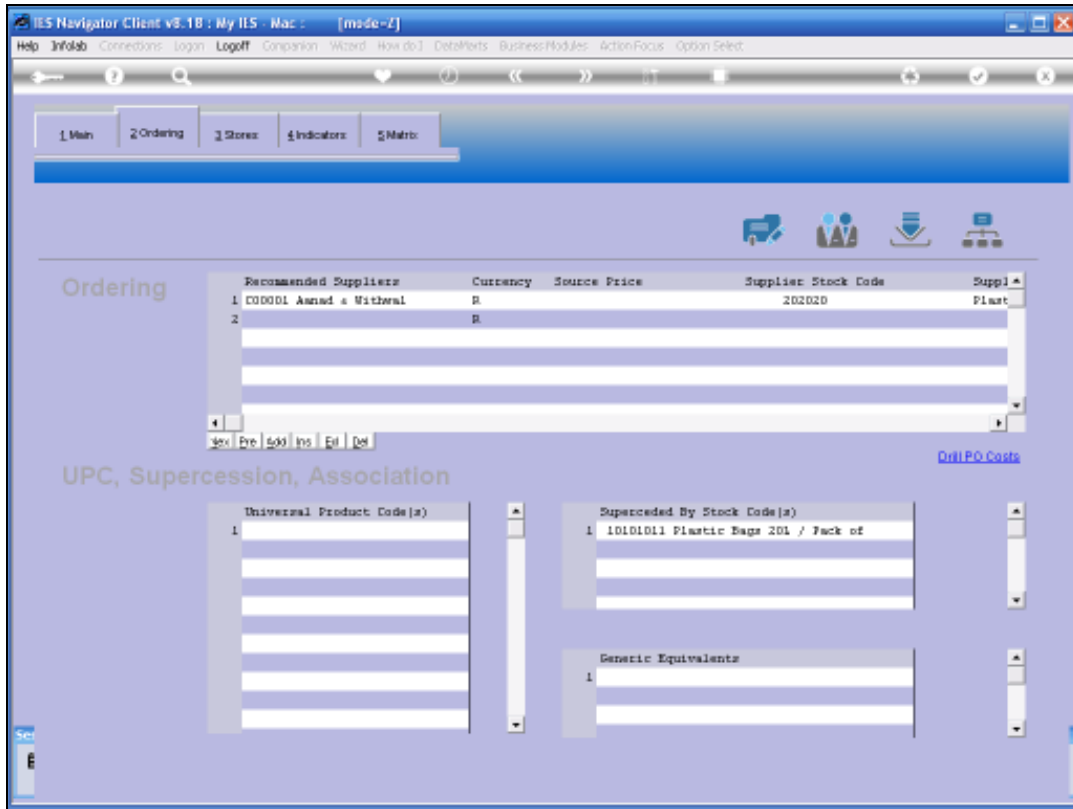 IES Navigator Client v8.1B : My IES - Mac : [mode=Z]
Help Infolab Connections Logon Logoff Companion Wizard How do I DataMarts Business Modules Action Focus Option Select
1 Main 2 Ordering 3 Stores 4 Indicators 5 Matrix
Ordering
Recommended Suppliers Currency Source Price Supplier Stock Code Suppl
1 C00001 Aanad & Withwal R 202020 Plast
2 R
Nex Pre Add Ins Del
Drill PO Costs
UPC, Supercession, Association
Universal Product Code(s)
1
Superceded By Stock Code(s)
1 10101011 Plastic Bags 20L / Pack of
Generic Equivalents
1